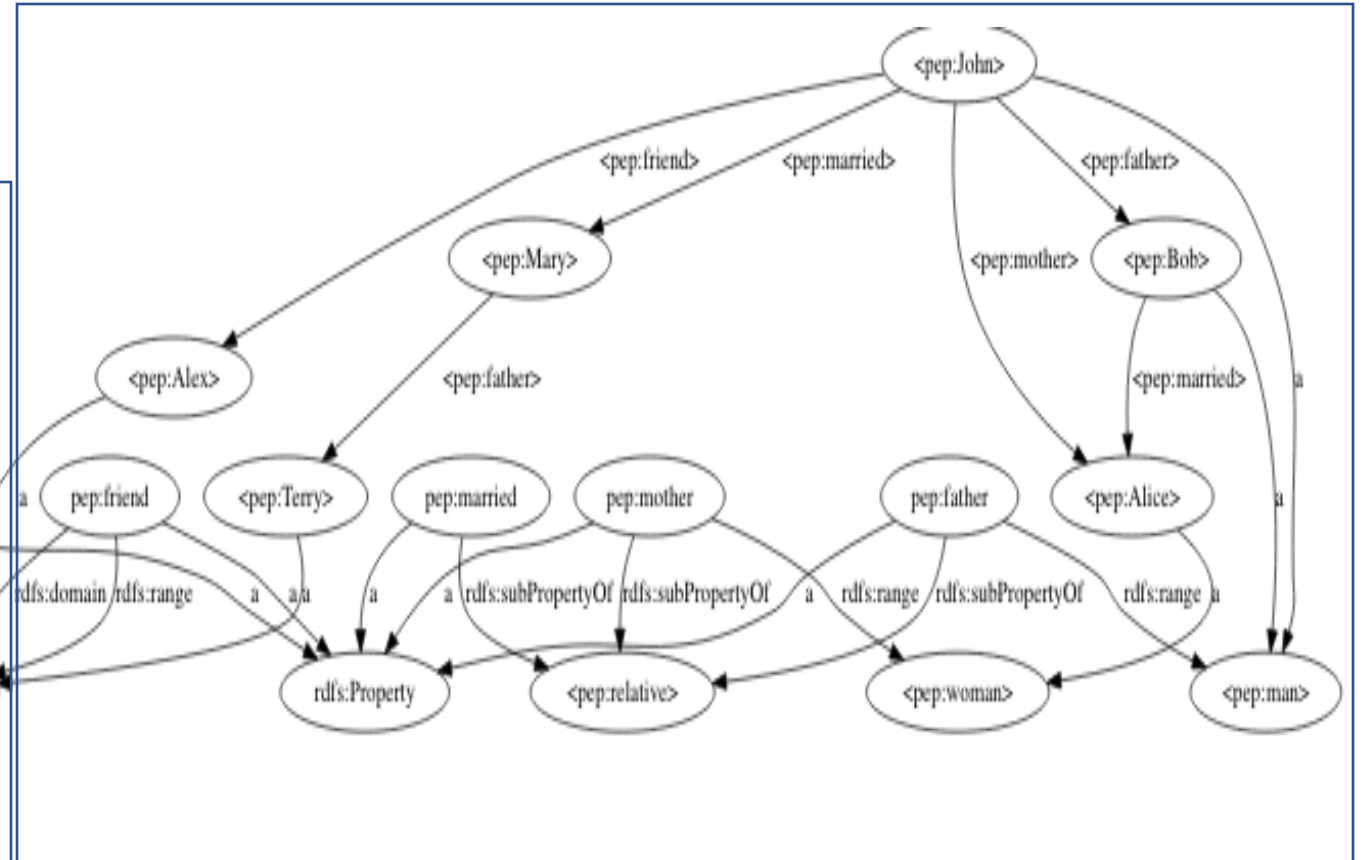 <pep:John>
<pep:friend> <pep:married> <pep:father>
<pep:Mary> <pep:mother> <pep:Bob>
<pep:Alex> <pep:father> <pep:married> a
a pep:friend <pep:Terry> pep:married pep:mother pep:father <pep:Alice> a
rdfs:domain rdfs:range a a a a a rdfs:subPropertyOf rdfs:subPropertyOf a rdfs:range rdfs:subPropertyOf rdfs:range a
rdfs:Property <pep:relative> <pep:woman> <pep:man>